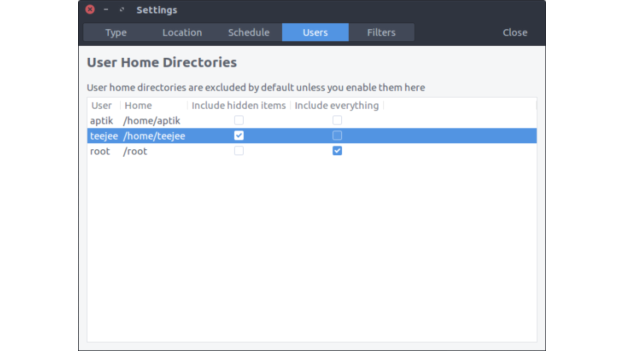 Settings
Type Location Schedule Users Filters Close
User Home Directories
User home directories are excluded by default unless you enable them here
User Home Include hidden items Include everything
aptik /home/aptik
teejee /home/teejee
root /root